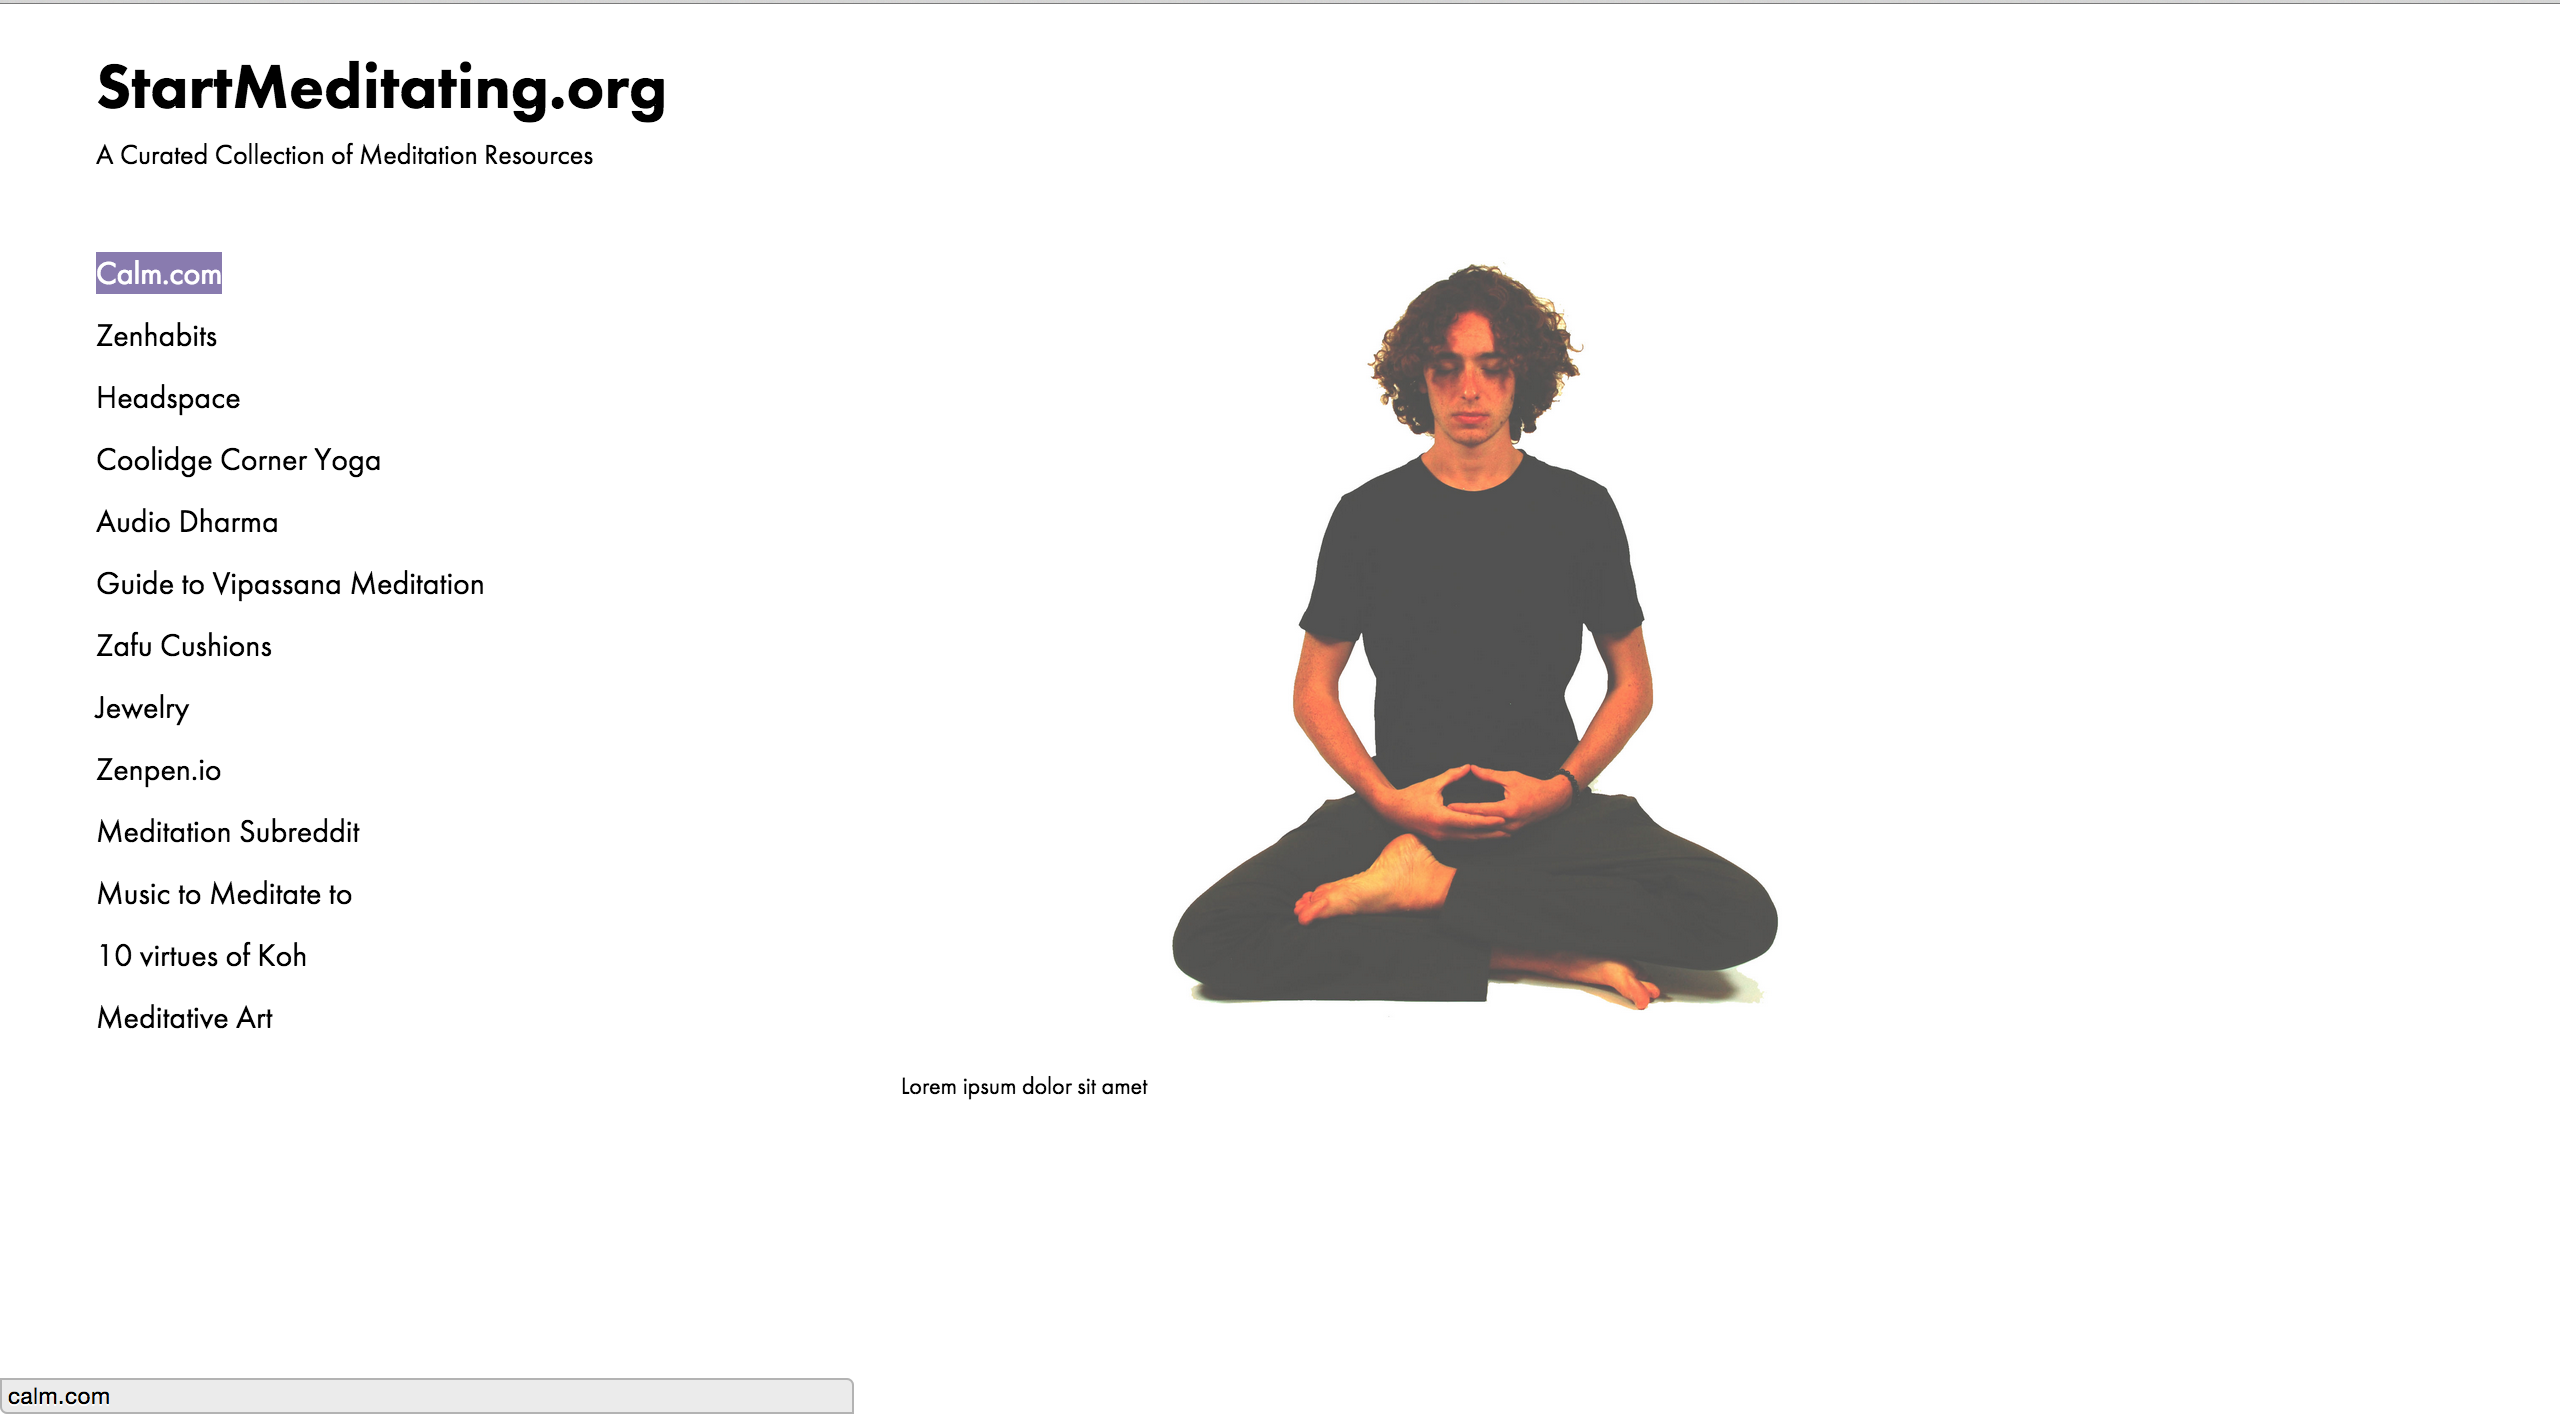 StartMeditating.org
A Curated Collection of Meditation Resources
Calm.com
Zenhabits
Headspace
Coolidge Corner Yoga
Audio Dharma
Guide to Vipassana Meditation
Zafu Cushions
Jewelry
Zenpen.io
Meditation Subreddit
Music to Meditate to
10 virtues of Koh
Meditative Art
Lorem ipsum dolor sit amet
calm.com